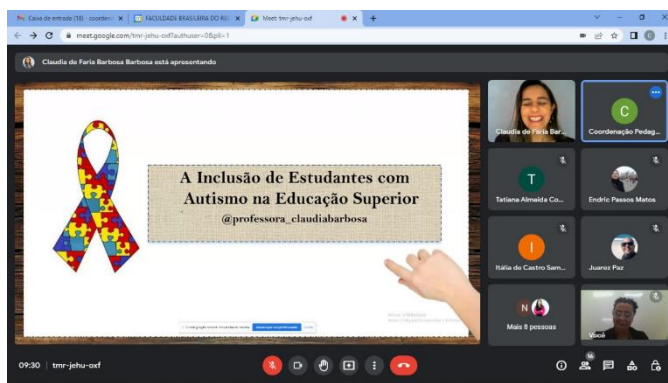 Caixa de entrada (18) - coorden
FACULDADE BRASILEIRA DO RE
Meet: tmr-jehu-oxf
meet.google.com/tmr-jehu-oxf?authuser=0&pli=1
Claudia de Faria Barbosa Barbosa está apresentando
A Inclusão de Estudantes com
Autismo na Educação Superior
@professora_claudiabarbosa
Claudia de Faria Bar...
C
Coordenação Pedag...
T
Tatiana Almeida Co...
Endric Passos Matos
I
Itália de Castro Sam...
Juarez Paz
N
Mais 8 pessoas
Você
09:30 | tmr-jehu-oxf